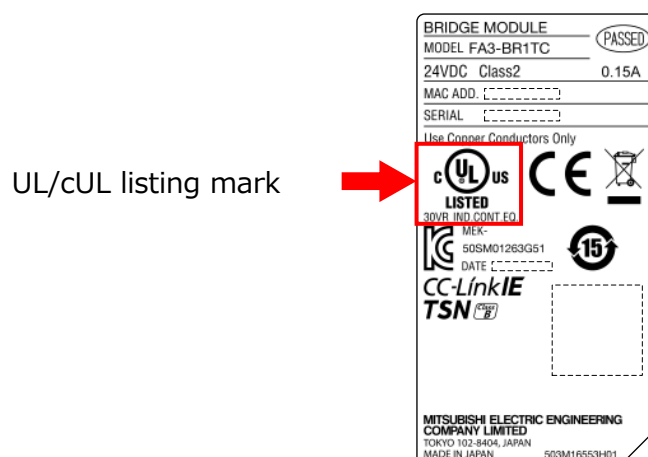 BRIDGE MODULE
PASSED
MODEL FA3-BR1TC
24VDC Class2 0.15A
MAC ADD.
SERIAL
Use Copper Conductors Only
UL/cUL listing mark
C UL US
LISTED
30VR IND.CONT.EQ.
CE
MEK-
50SM01263G51
DATE
15
CC-Link IE
TSN Class B
MITSUBISHI ELECTRIC ENGINEERING
COMPANY LIMITED
TOKYO 102-8404, JAPAN
MADE IN JAPAN 503M16553H01